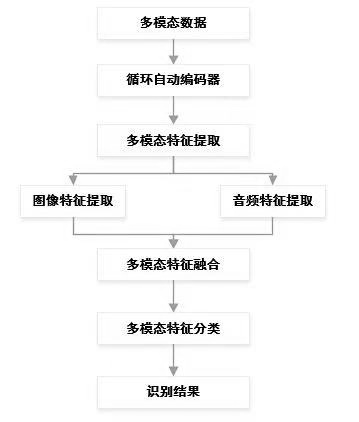 多模态数据
循环自动编码器
多模态特征提取
图像特征提取
音频特征提取
多模态特征融合
多模态特征分类
识别结果